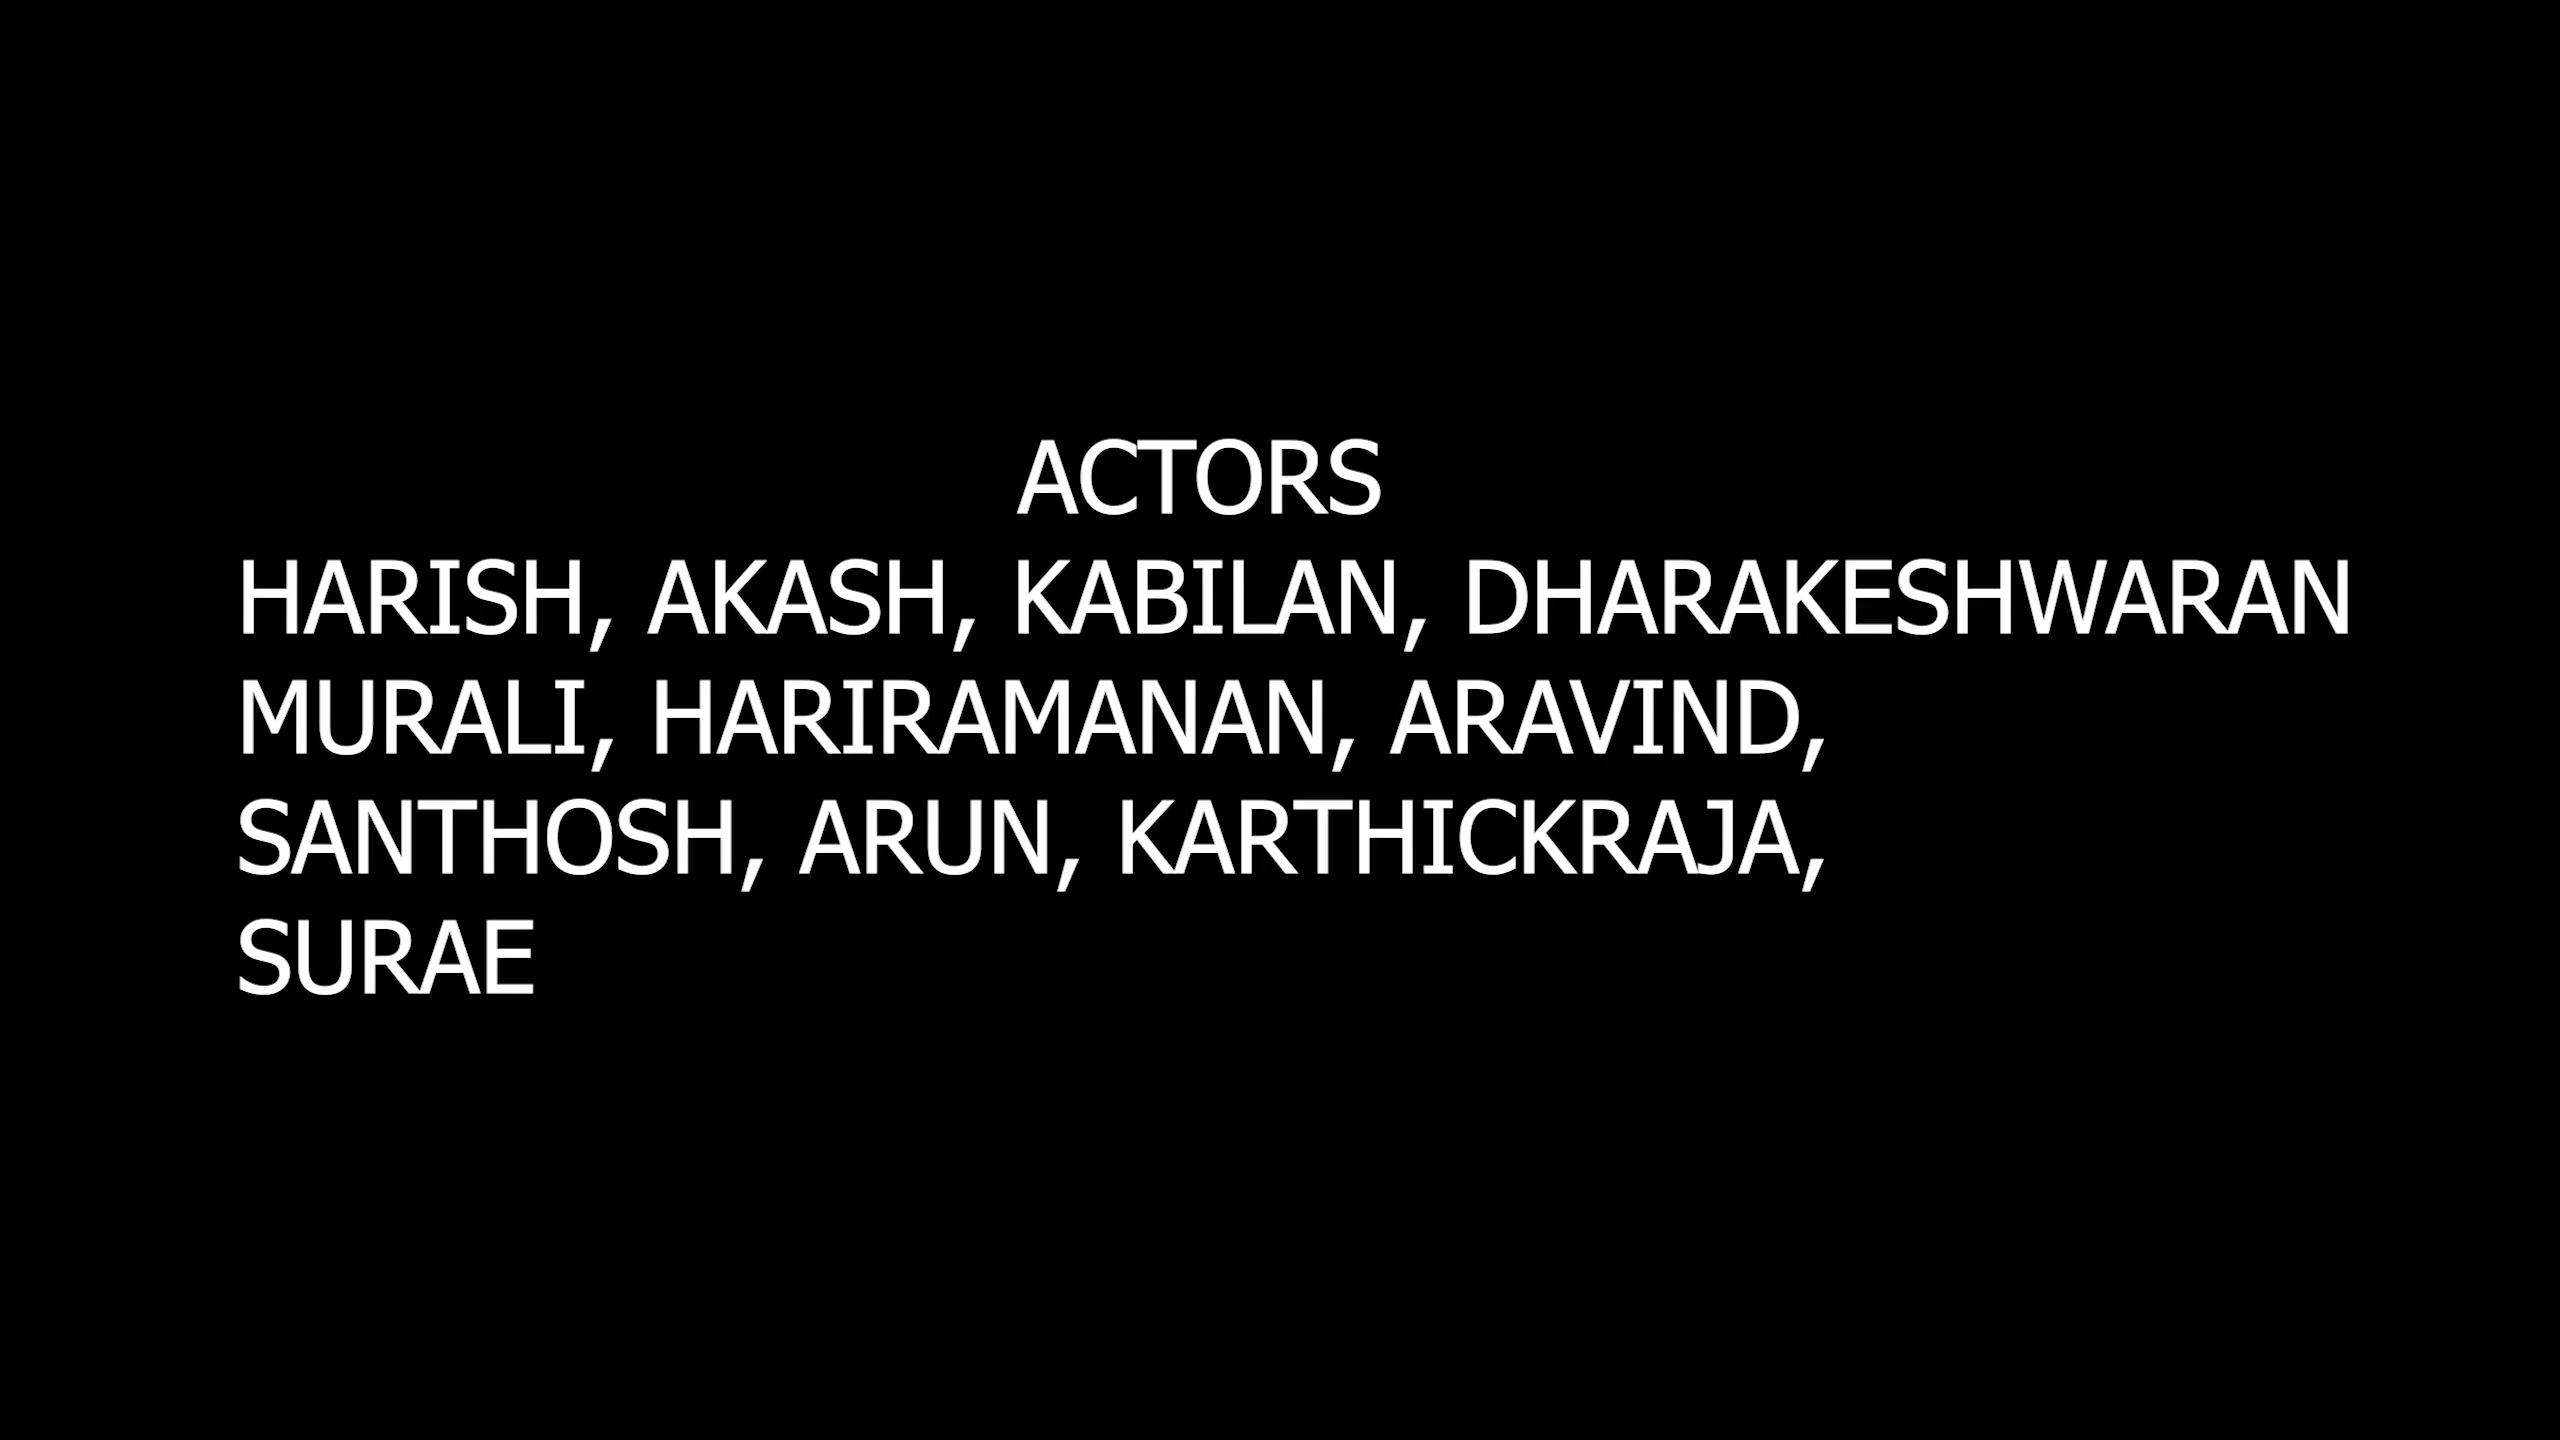 ACTORS
HARISH, AKASH, KABILAN, DHARAKESHWARAN
MURALI, HARIRAMANAN, ARAVIND,
SANTHOSH, ARUN, KARTHICKRAJA,
SURAE